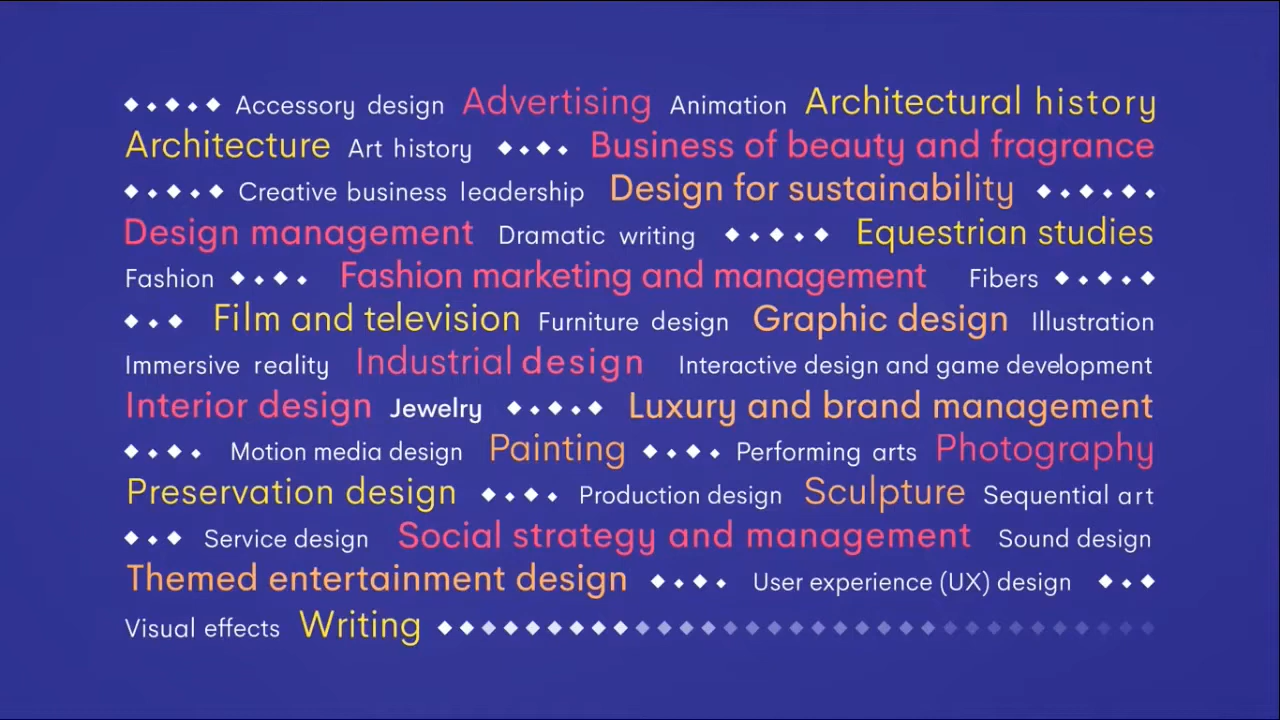 Accessory design Advertising Animation Architectural history
Architecture Art history Business of beauty and fragrance
Creative business leadership Design for sustainability
Design management Dramatic writing Equestrian studies
Fashion Fashion marketing and management Fibers
Film and television Furniture design Graphic design Illustration
Immersive reality Industrial design Interactive design and game development
Interior design Jewelry Luxury and brand management
Motion media design Painting Performing arts Photography
Preservation design Production design Sculpture Sequential art
Service design Social strategy and management Sound design
Themed entertainment design User experience (UX) design
Visual effects Writing